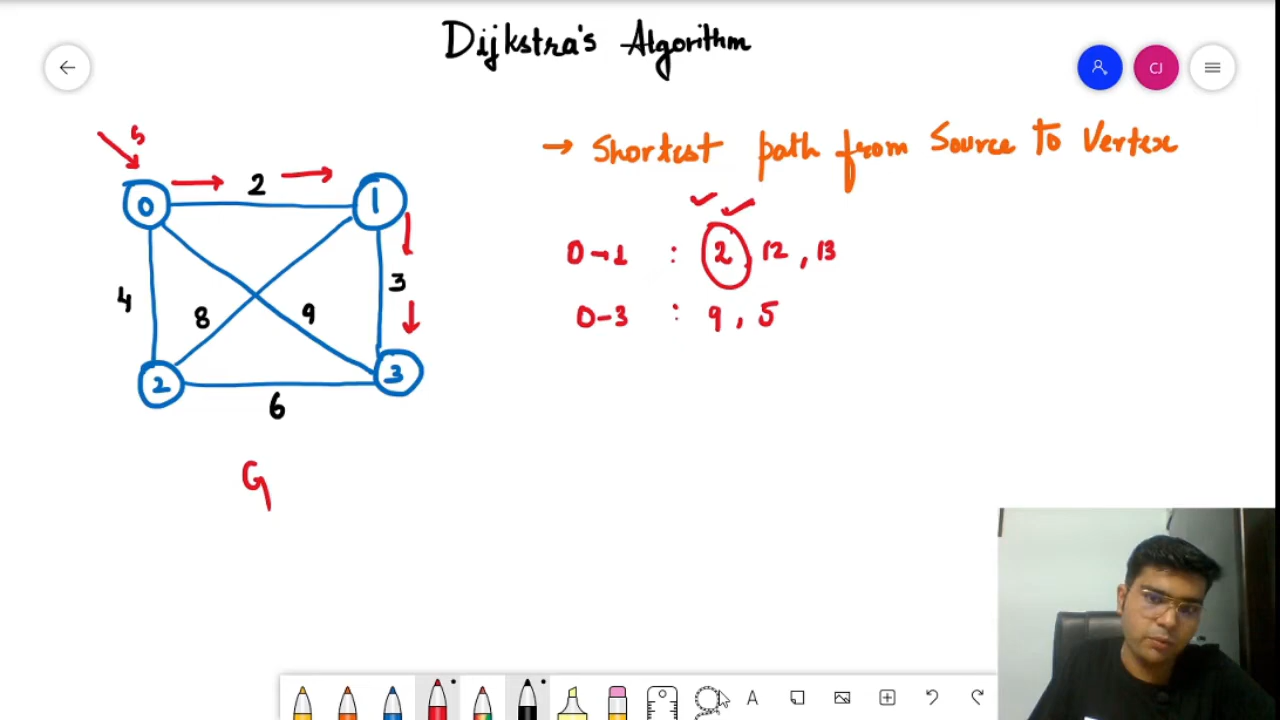 Dijkstra's Algorithm
CJ
→ Shortest path from Source to Vertex
S
0 2 1
0→1 : 2, 12, 13
4 8 9 3
0-3 : 9, 5
2 6 3
G
A